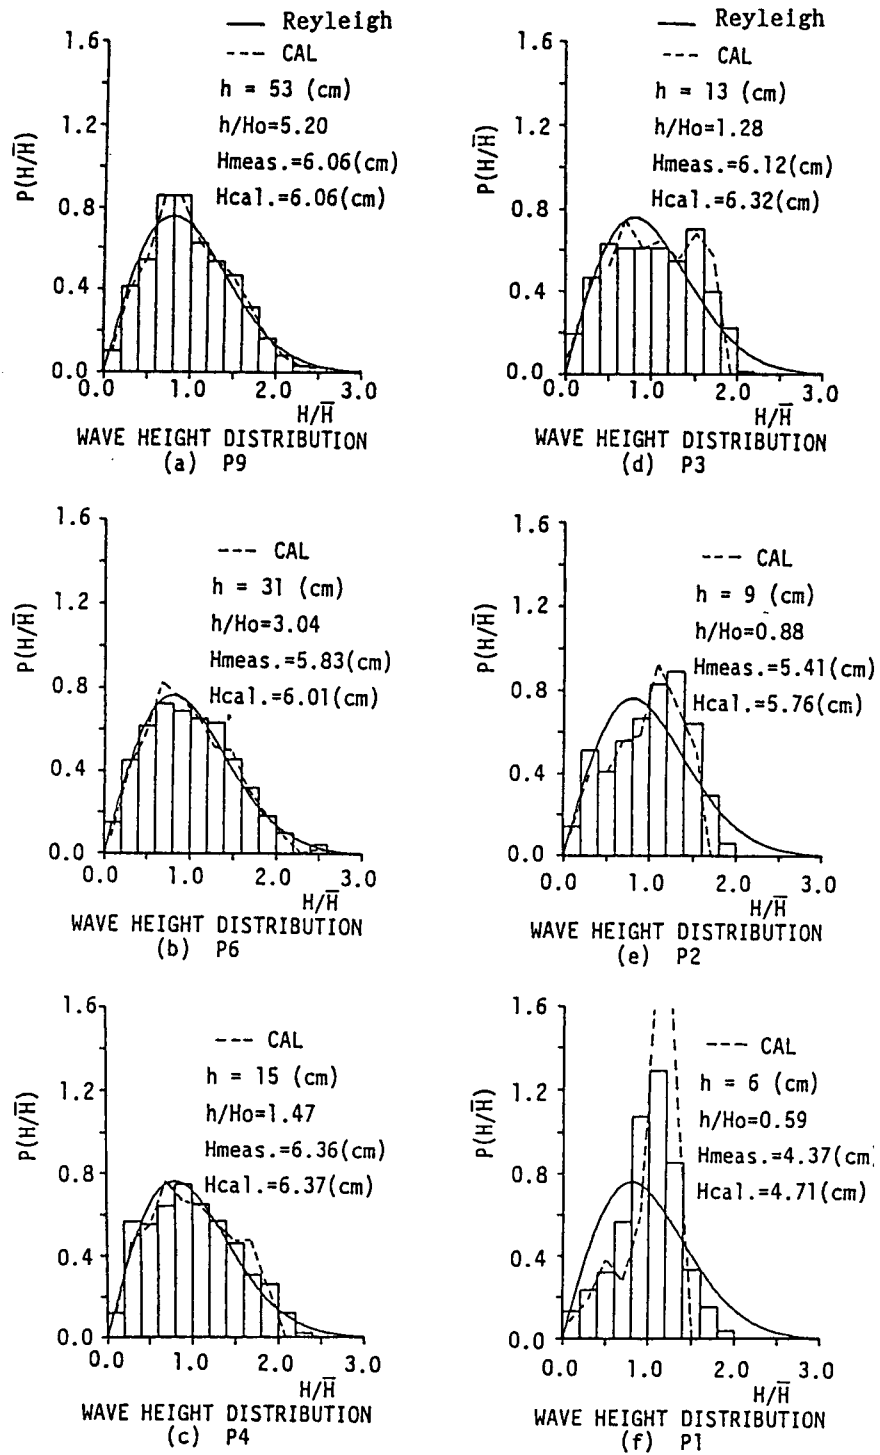 Reyleigh
CAL
h = 53 (cm)
h/Ho=5.20
Hmeas.=6.06(cm)
Hcal.=6.06(cm)
P(H/H̅)
1.6
1.2
0.8
0.4
0.0
0.0 1.0 2.0 3.0
H/H̅
WAVE HEIGHT DISTRIBUTION
(a) P9
Reyleigh
CAL
h = 13 (cm)
h/Ho=1.28
Hmeas.=6.12(cm)
Hcal.=6.32(cm)
P(H/H̅)
1.6
1.2
0.8
0.4
0.0
0.0 1.0 2.0 3.0
H/H̅
WAVE HEIGHT DISTRIBUTION
(d) P3
CAL
h = 31 (cm)
h/Ho=3.04
Hmeas.=5.83(cm)
Hcal.=6.01(cm)
P(H/H̅)
1.6
1.2
0.8
0.4
0.0
0.0 1.0 2.0 3.0
H/H̅
WAVE HEIGHT DISTRIBUTION
(b) P6
CAL
h = 9 (cm)
h/Ho=0.88
Hmeas.=5.41(cm)
Hcal.=5.76(cm)
P(H/H̅)
1.6
1.2
0.8
0.4
0.0
0.0 1.0 2.0 3.0
H/H̅
WAVE HEIGHT DISTRIBUTION
(e) P2
CAL
h = 15 (cm)
h/Ho=1.47
Hmeas.=6.36(cm)
Hcal.=6.37(cm)
P(H/H̅)
1.6
1.2
0.8
0.4
0.0
0.0 1.0 2.0 3.0
H/H̅
WAVE HEIGHT DISTRIBUTION
(c) P4
CAL
h = 6 (cm)
h/Ho=0.59
Hmeas.=4.37(cm)
Hcal.=4.71(cm)
P(H/H̅)
1.6
1.2
0.8
0.4
0.0
0.0 1.0 2.0 3.0
H/H̅
WAVE HEIGHT DISTRIBUTION
(f) P1